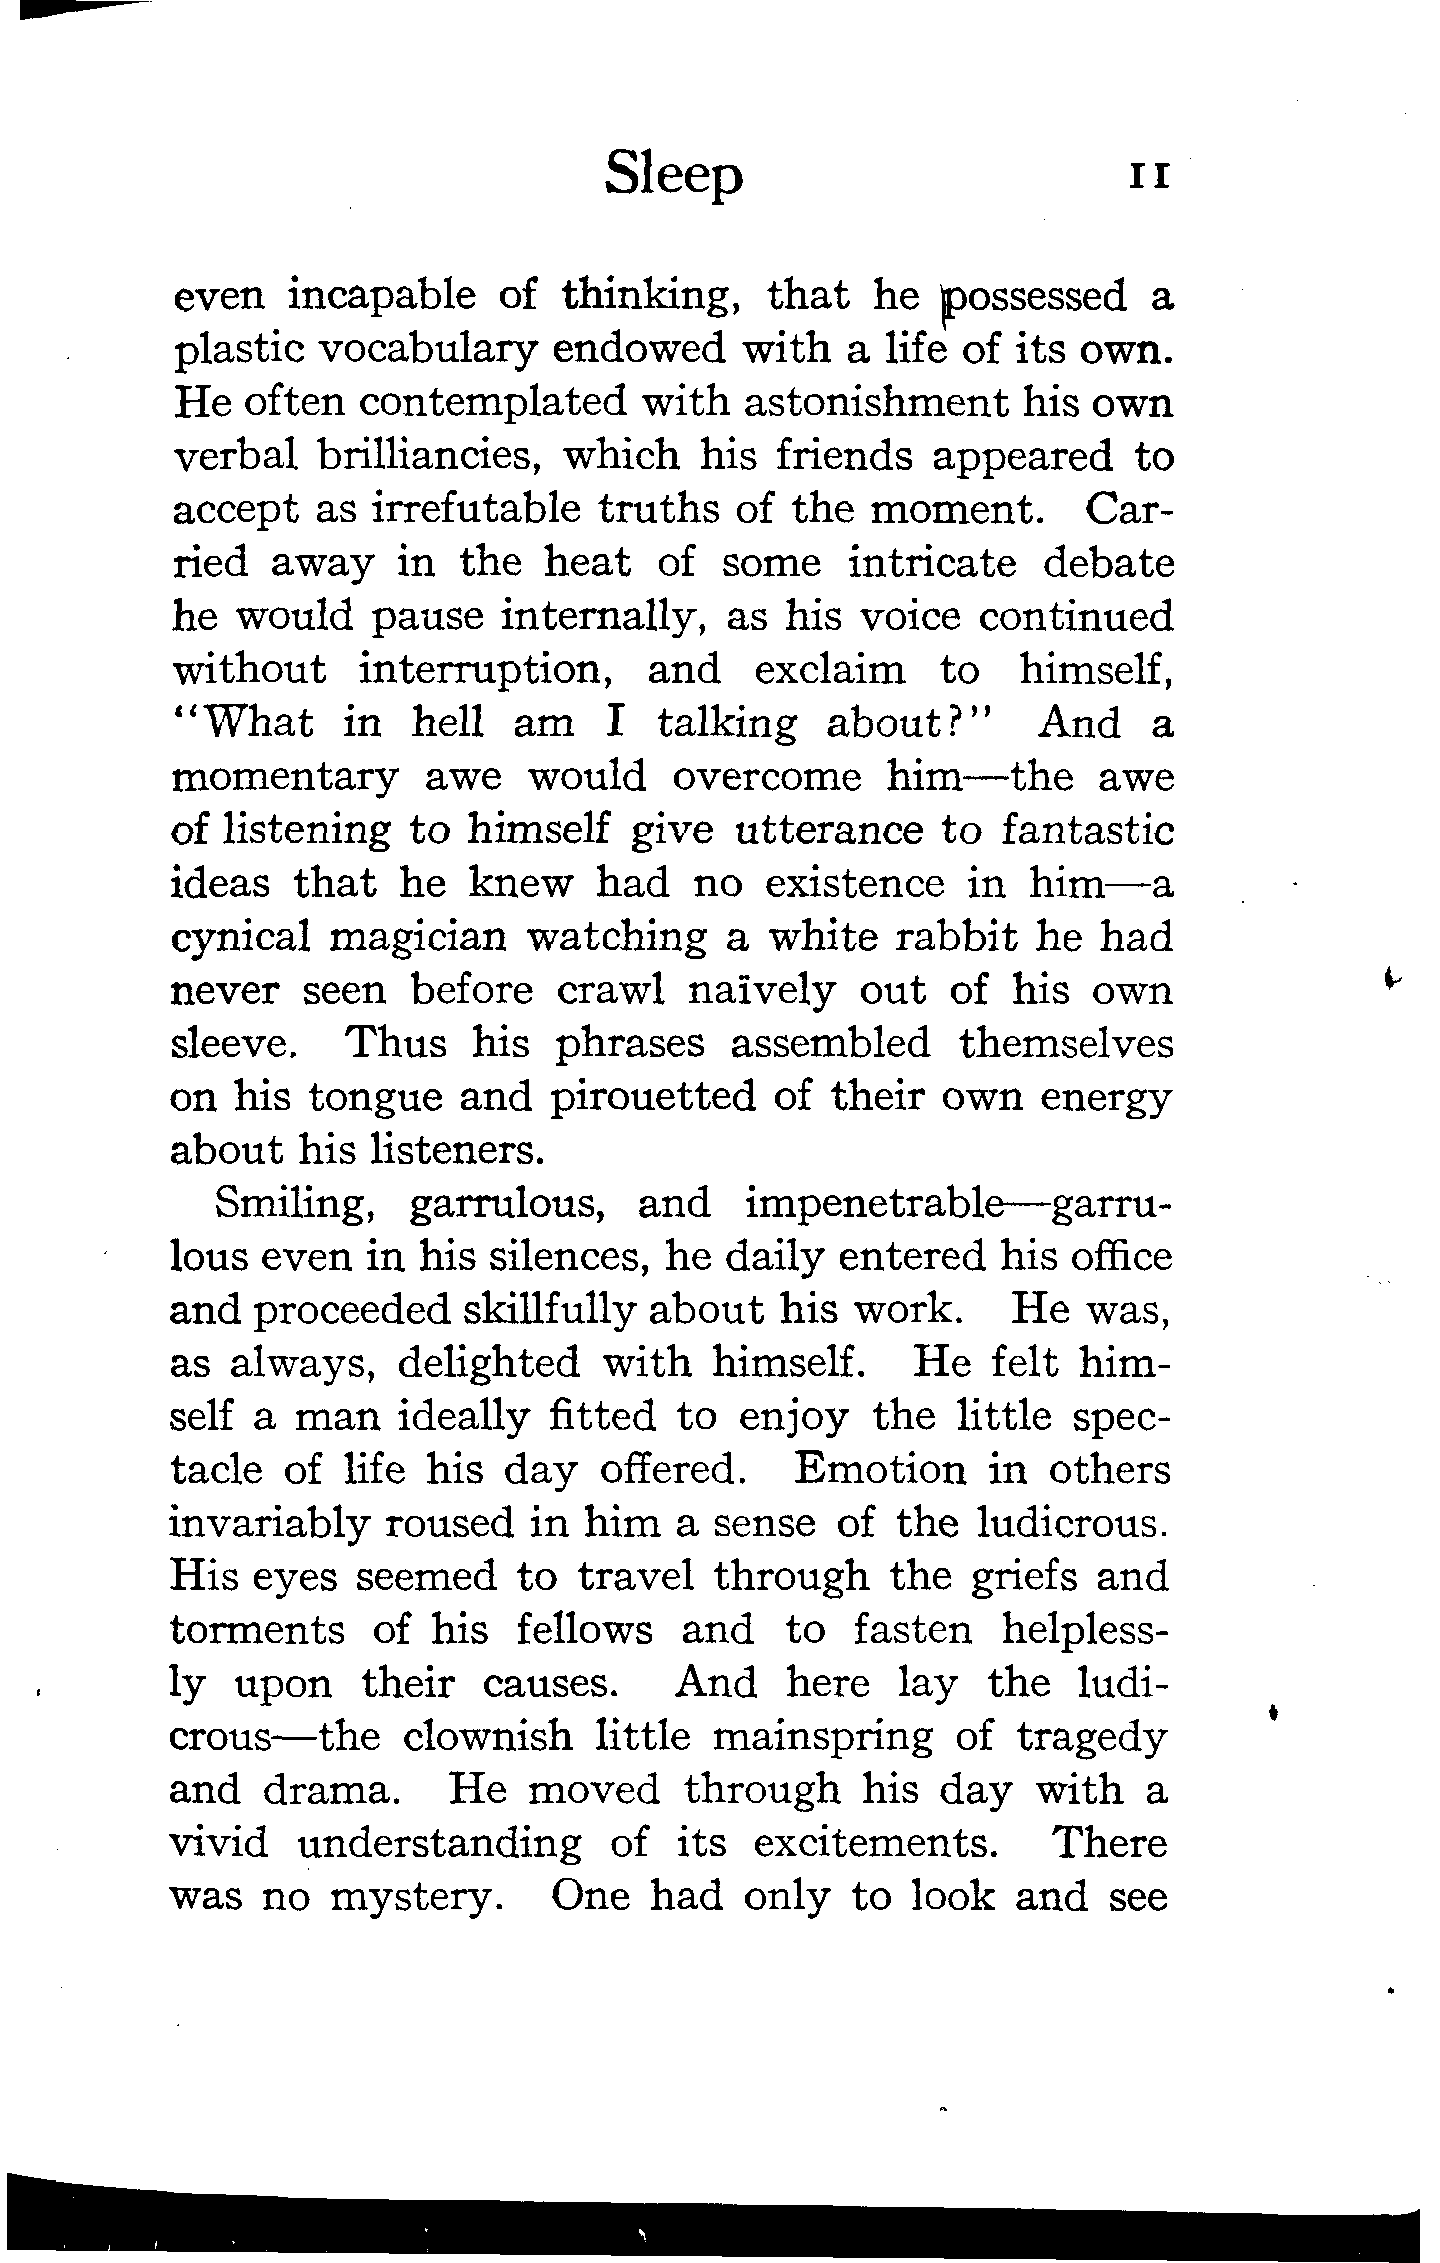 Sleep 11
even incapable of thinking, that he possessed a
plastic vocabulary endowed with a life of its own.
He often contemplated with astonishment his own
verbal brilliancies, which his friends appeared to
accept as irrefutable truths of the moment. Car-
ried away in the heat of some intricate debate
he would pause internally, as his voice continued
without interruption, and exclaim to himself,
"What in hell am I talking about?" And a
momentary awe would overcome him—the awe
of listening to himself give utterance to fantastic
ideas that he knew had no existence in him—a
cynical magician watching a white rabbit he had
never seen before crawl naïvely out of his own
sleeve. Thus his phrases assembled themselves
on his tongue and pirouetted of their own energy
about his listeners.
Smiling, garrulous, and impenetrable—garru-
lous even in his silences, he daily entered his office
and proceeded skillfully about his work. He was,
as always, delighted with himself. He felt him-
self a man ideally fitted to enjoy the little spec-
tacle of life his day offered. Emotion in others
invariably roused in him a sense of the ludicrous.
His eyes seemed to travel through the griefs and
torments of his fellows and to fasten helpless-
ly upon their causes. And here lay the ludi-
crous—the clownish little mainspring of tragedy
and drama. He moved through his day with a
vivid understanding of its excitements. There
was no mystery. One had only to look and see